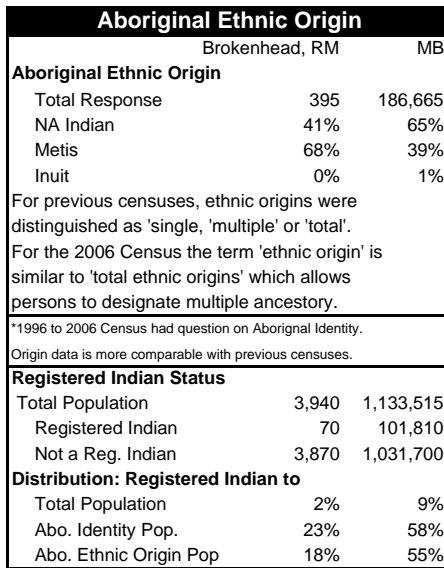 Aboriginal Ethnic Origin
Brokenhead, RM MB
Aboriginal Ethnic Origin
Total Response 395 186,665
NA Indian 41% 65%
Metis 68% 39%
Inuit 0% 1%
For previous censuses, ethnic origins were
distinguished as 'single, 'multiple' or 'total'.
For the 2006 Census the term 'ethnic origin' is
similar to 'total ethnic origins' which allows
persons to designate multiple ancestory.
*1996 to 2006 Census had question on Aborignal Identity.
Origin data is more comparable with previous censuses.
Registered Indian Status
Total Population 3,940 1,133,515
Registered Indian 70 101,810
Not a Reg. Indian 3,870 1,031,700
Distribution: Registered Indian to
Total Population 2% 9%
Abo. Identity Pop. 23% 58%
Abo. Ethnic Origin Pop 18% 55%